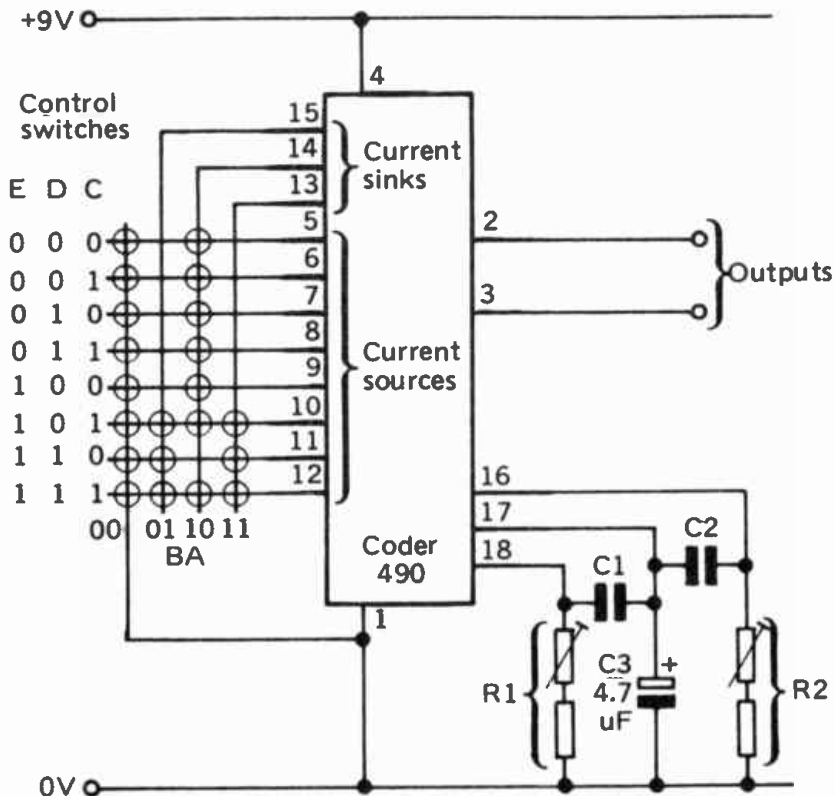 +9V
4
Control
switches
15
14
13
Current
sinks
E D C
0 0 0
5
2
0 0 1
6
0 1 0
7
3
Outputs
0 1 1
8
Current
sources
1 0 0
9
1 0 1
10
1 1 0
11
1 1 1
12
16
00 01 10 11
BA
17
C2
Coder
490
18
C1
1
R1
C3
4.7
uF
+
R2
0V